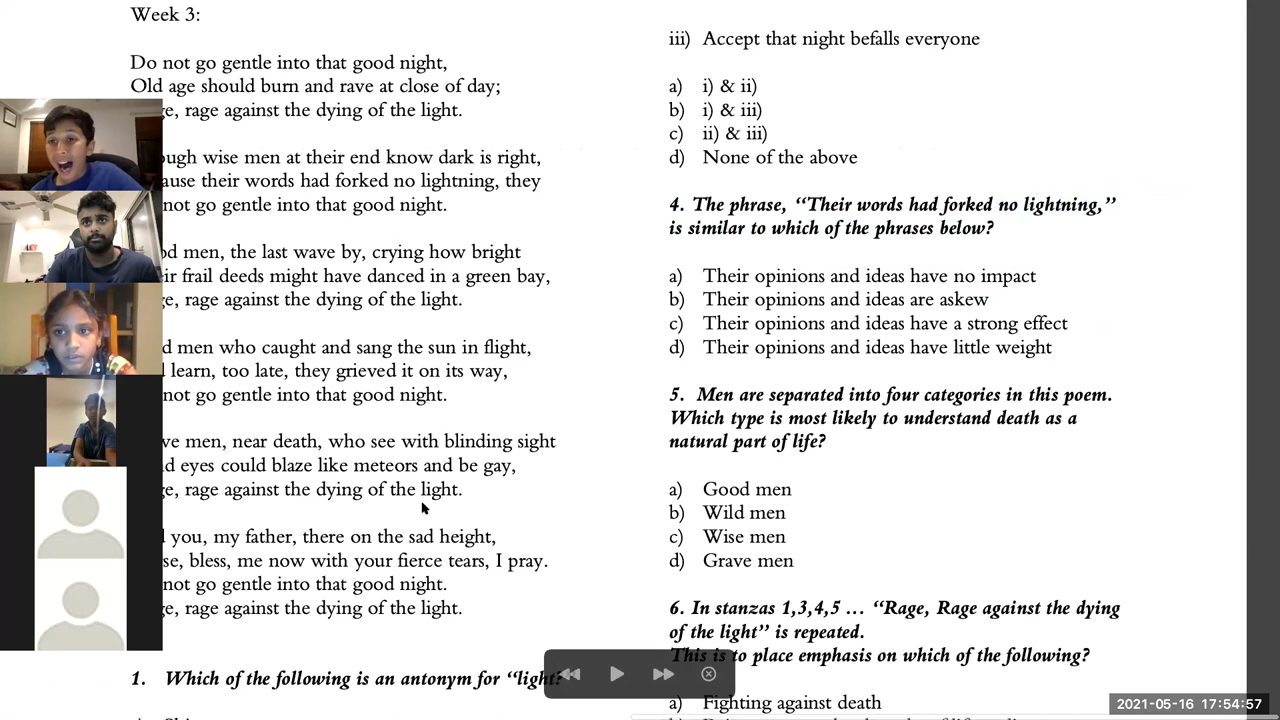 Week 3:
Do not go gentle into that good night,
Old age should burn and rave at close of day;
rage against the dying of the light.
wise men at their end know dark is right,
their words had forked no lightning, they
not go gentle into that good night.
men, the last wave by, crying how bright
frail deeds might have danced in a green bay,
rage against the dying of the light.
men who caught and sang the sun in flight,
learn, too late, they grieved it on its way,
not go gentle into that good night.
men, near death, who see with blinding sight
eyes could blaze like meteors and be gay,
rage against the dying of the light.
you, my father, there on the sad height,
bless, me now with your fierce tears, I pray.
not go gentle into that good night.
rage against the dying of the light.
1. Which of the following is an antonym for “light?
iii) Accept that night befalls everyone
a) i) & ii)
b) i) & iii)
c) ii) & iii)
d) None of the above
4. The phrase, “Their words had forked no lightning,”
is similar to which of the phrases below?
a) Their opinions and ideas have no impact
b) Their opinions and ideas are askew
c) Their opinions and ideas have a strong effect
d) Their opinions and ideas have little weight
5. Men are separated into four categories in this poem.
Which type is most likely to understand death as a
natural part of life?
a) Good men
b) Wild men
c) Wise men
d) Grave men
6. In stanzas 1,3,4,5 … “Rage, Rage against the dying
of the light” is repeated.
This is to place emphasis on which of the following?
a) Fighting against death
2021-05-16 17:54:57